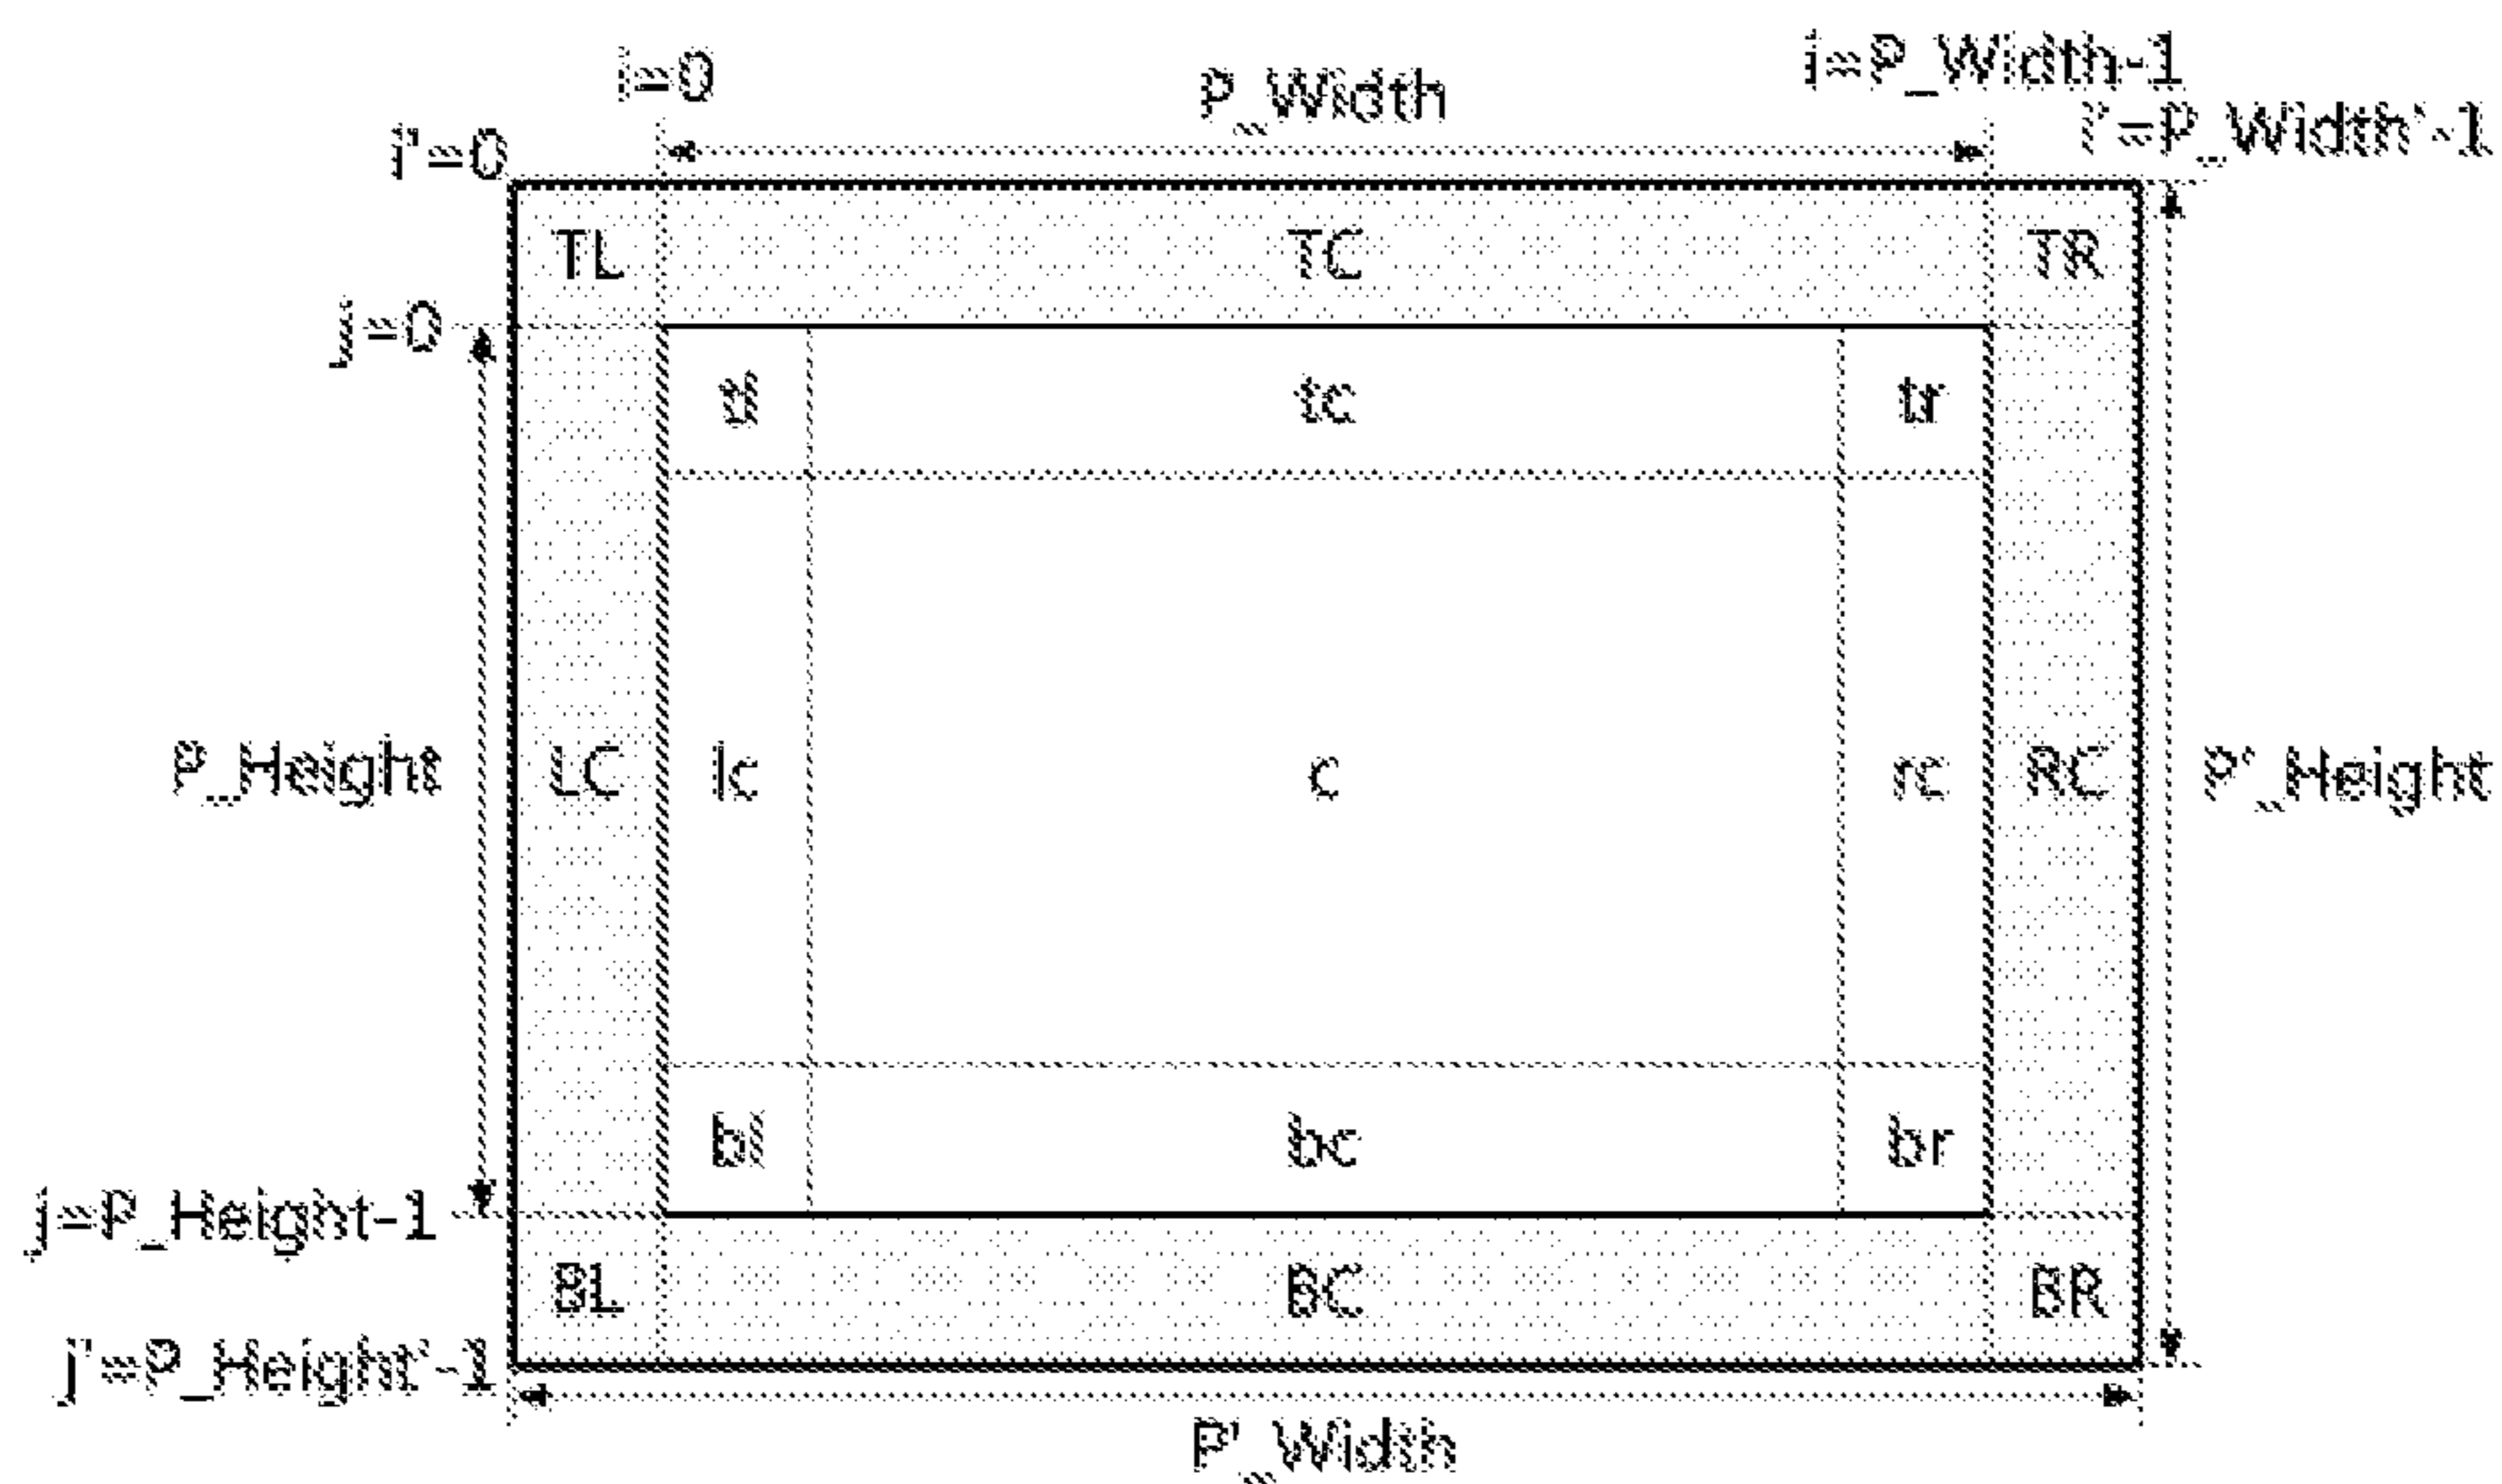 i=0
P_Width
i=P_Width-1
i'=0
i'=P_Width'-1
TL
TC
TR
j=0
tl
tc
tr
P_Height
LC
lc
c
rc
RC
P'_Height
bl
bc
br
j=P_Height-1
BL
BC
BR
j'=P_Height'-1
P'_Width